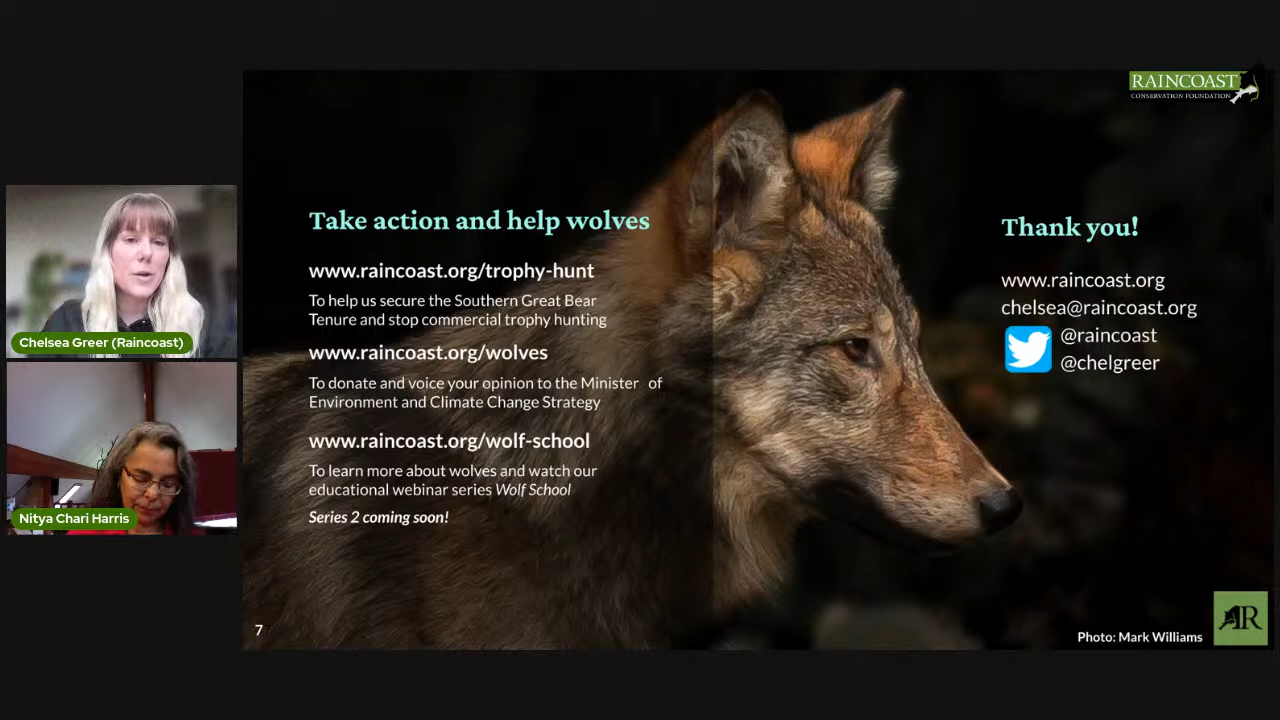 RAINCOAST
CONSERVATION FOUNDATION
Take action and help wolves
www.raincoast.org/trophy-hunt
To help us secure the Southern Great Bear
Tenure and stop commercial trophy hunting
www.raincoast.org/wolves
To donate and voice your opinion to the Minister of
Environment and Climate Change Strategy
www.raincoast.org/wolf-school
To learn more about wolves and watch our
educational webinar series Wolf School
Series 2 coming soon!
7
Thank you!
www.raincoast.org
chelsea@raincoast.org
@raincoast
@chelgreer
Photo: Mark Williams
AR
Chelsea Greer (Raincoast)
Nitya Chari Harris